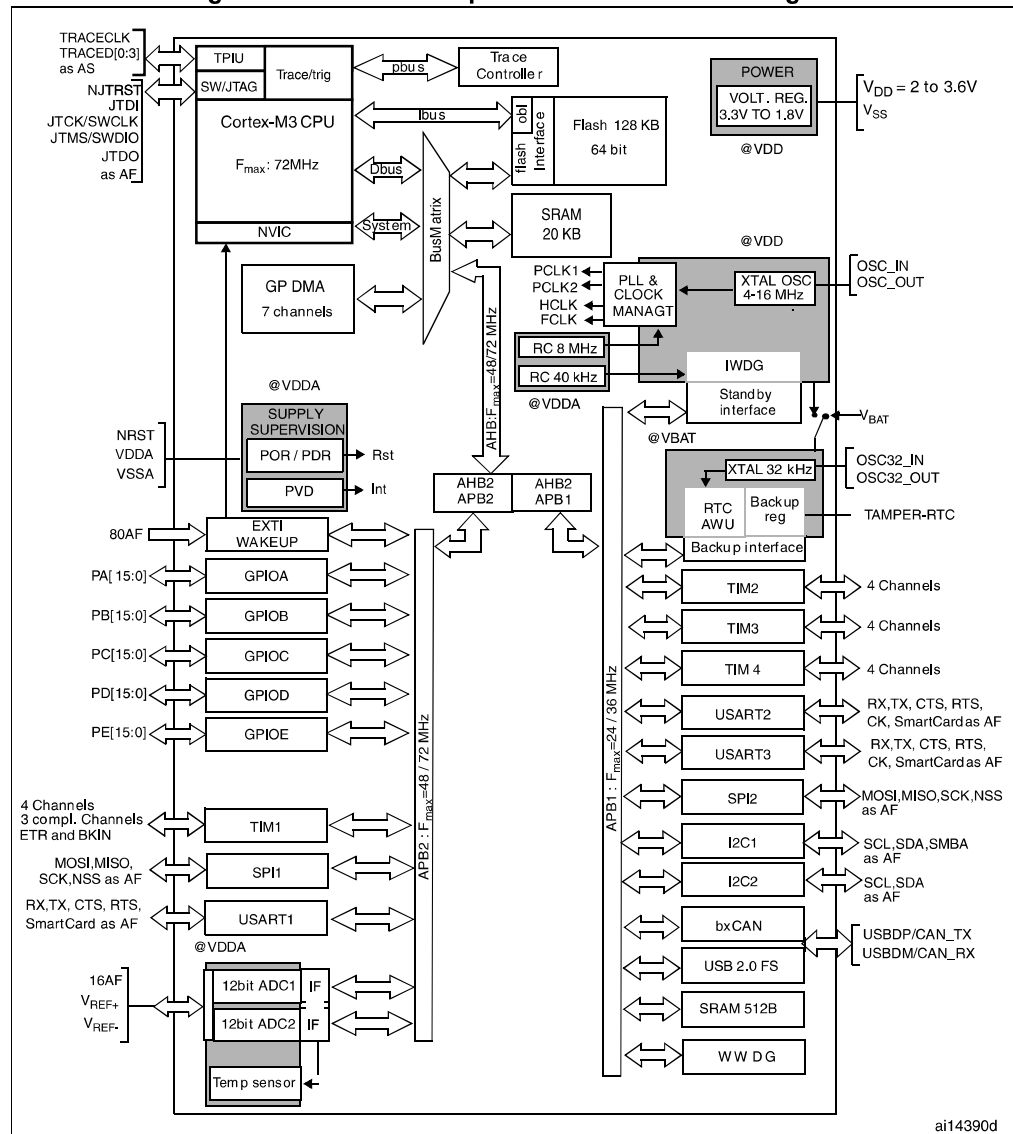 TRACECLK
TRACED[0:3]
as AS
NJTRST
JTDI
JTCK/SWCLK
JTMS/SWDIO
JTDO
as AF
TPIU
SW/JTAG
Trace/trig
Cortex-M3 CPU
Fmax: 72MHz
NVIC
pbus
Trace
Controller
Ibus
Dbus
System
BusMatrix
flash
obl
Interface
Flash 128 KB
64 bit
SRAM
20 KB
GP DMA
7 channels
POWER
VOLT. REG.
3.3V TO 1.8V
@VDD
VDD = 2 to 3.6V
VSS
@VDD
PCLK1
PCLK2
HCLK
FCLK
PLL &
CLOCK
MANAGT
XTAL OSC
4-16 MHz
OSC_IN
OSC_OUT
RC 8 MHz
RC 40 kHz
@VDDA
IWDG
Standby
interface
VBAT
@VBAT
XTAL 32 kHz
OSC32_IN
OSC32_OUT
RTC
AWU
Backup
reg
TAMPER-RTC
Backup interface
AHB:Fmax=48/72 MHz
@VDDA
SUPPLY
SUPERVISION
NRST
VDDA
VSSA
POR / PDR
Rst
PVD
Int
AHB2
APB2
AHB2
APB1
80AF
EXTI
WAKEUP
PA[15:0]
GPIOA
PB[15:0]
GPIOB
PC[15:0]
GPIOC
PD[15:0]
GPIOD
PE[15:0]
GPIOE
4 Channels
3 compl. Channels
ETR and BKIN
TIM1
MOSI,MISO,
SCK,NSS as AF
SPI1
RX,TX, CTS, RTS,
SmartCard as AF
USART1
@VDDA
16AF
VREF+
VREF-
12bit ADC1
IF
12bit ADC2
IF
Temp sensor
APB2 : Fmax=48 / 72 MHz
APB1 : Fmax=24 / 36 MHz
TIM2
4 Channels
TIM3
4 Channels
TIM 4
4 Channels
USART2
RX,TX, CTS, RTS,
CK, SmartCard as AF
USART3
RX,TX, CTS, RTS,
CK, SmartCard as AF
SPI2
MOSI,MISO,SCK,NSS
as AF
I2C1
SCL,SDA,SMBA
as AF
I2C2
SCL,SDA
as AF
bxCAN
USBDP/CAN_TX
USBDM/CAN_RX
USB 2.0 FS
SRAM 512B
WWDG
ai14390d